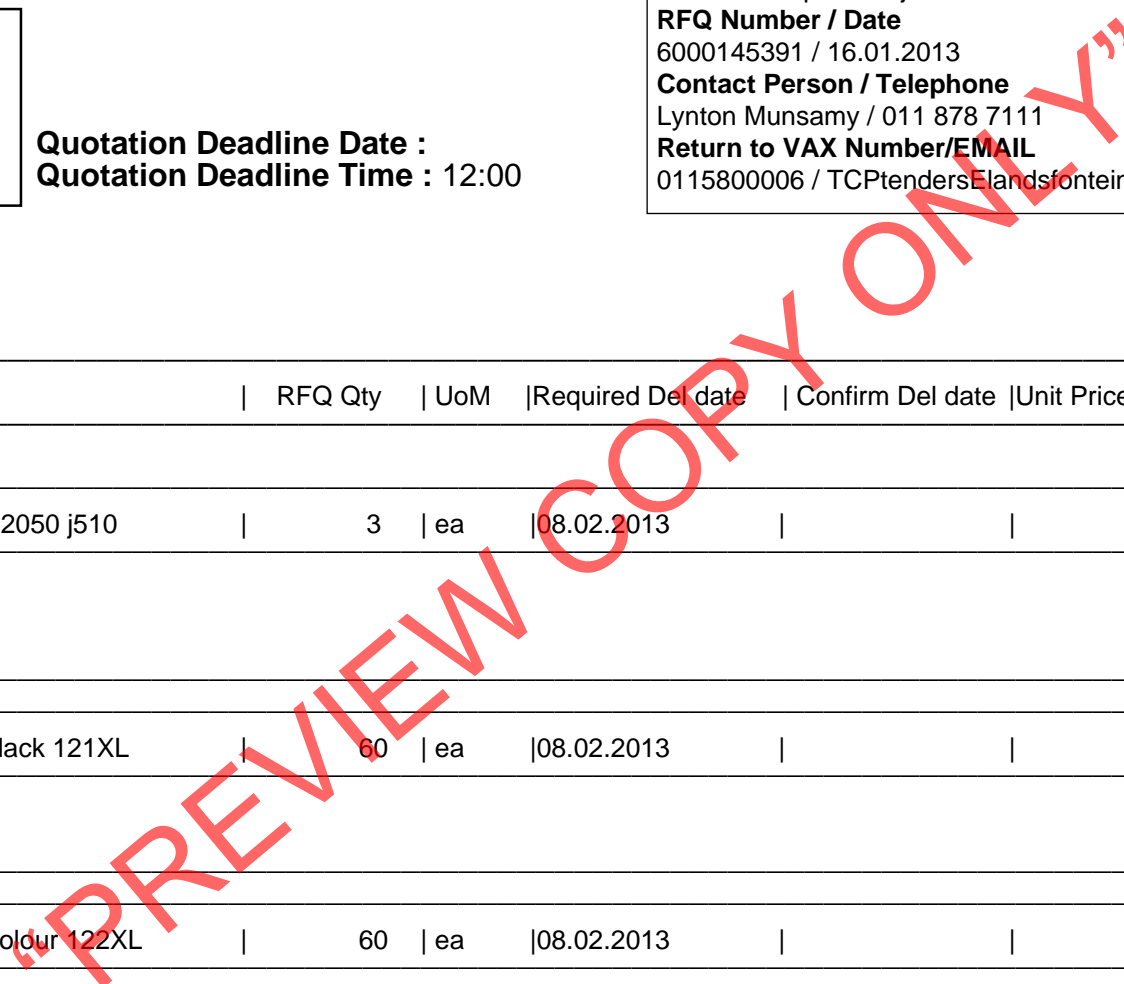 RFQ Number / Date
6000145391 / 16.01.2013
Contact Person / Telephone
Lynton Munsamy / 011 878 7111
Return to VAX Number/EMAIL
0115800006 / TCPtendersElandsfontein
Quotation Deadline Date :
Quotation Deadline Time : 12:00
| RFQ Qty | UoM |Required Del date | Confirm Del date |Unit Price
2050 j510 | 3 | ea |08.02.2013 | |
lack 121XL | 60 | ea |08.02.2013 | |
olour 122XL | 60 | ea |08.02.2013 | |
“PREVIEW COPY ONLY”